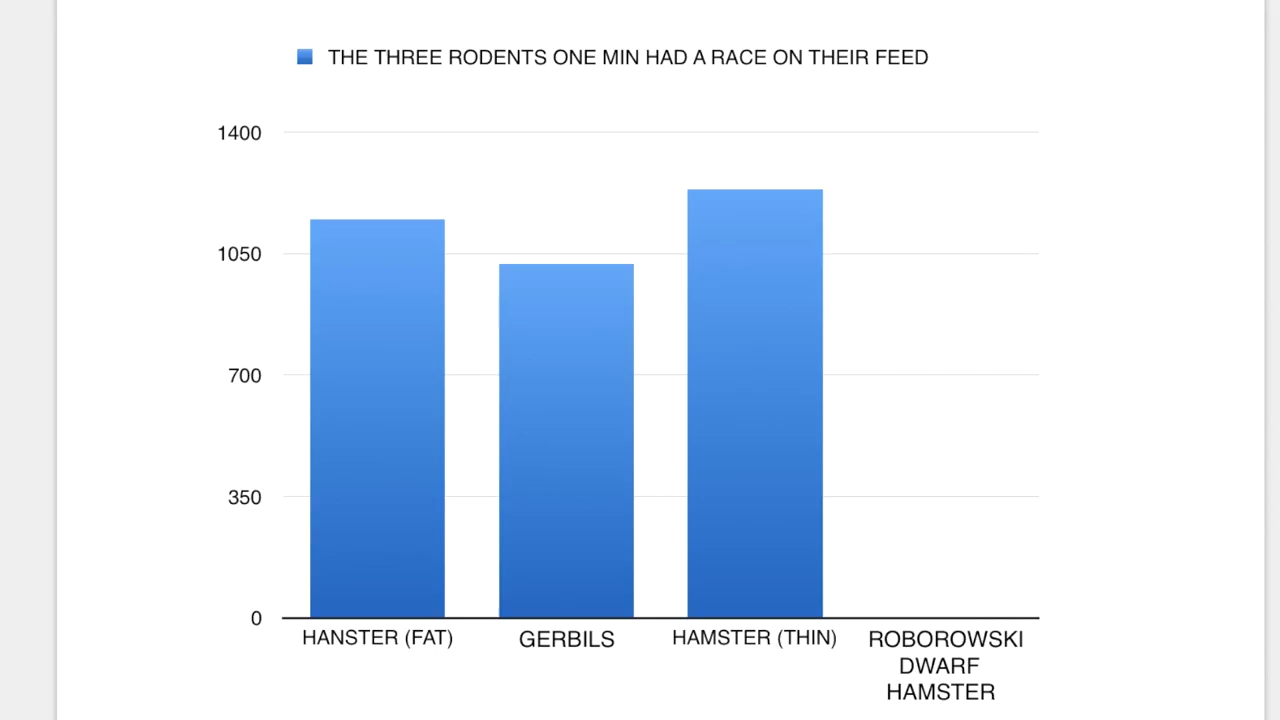 THE THREE RODENTS ONE MIN HAD A RACE ON THEIR FEED
1400
1050
700
350
0
HANSTER (FAT)
GERBILS
HAMSTER (THIN)
ROBOROWSKI
DWARF
HAMSTER